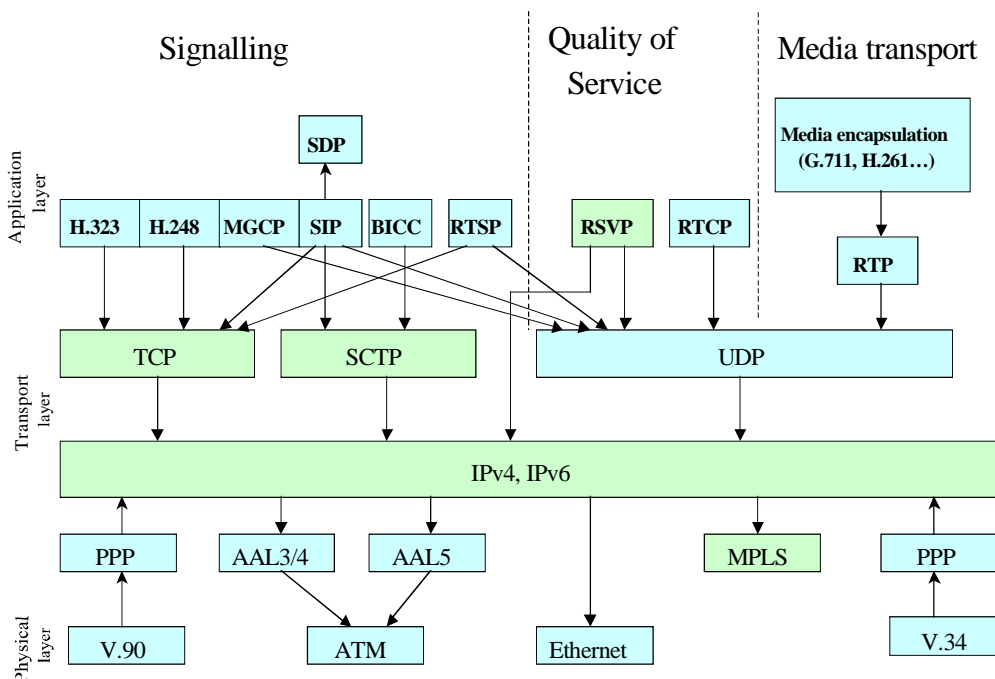 Signalling
Quality of
Service
Media transport
Application
layer
SDP
Media encapsulation
(G.711, H.261…)
H.323 H.248 MGCP SIP BICC RTSP RSVP RTCP
RTP
Transport
layer
TCP SCTP UDP
IPv4, IPv6
PPP AAL3/4 AAL5 MPLS PPP
Physical
layer
V.90 ATM Ethernet V.34